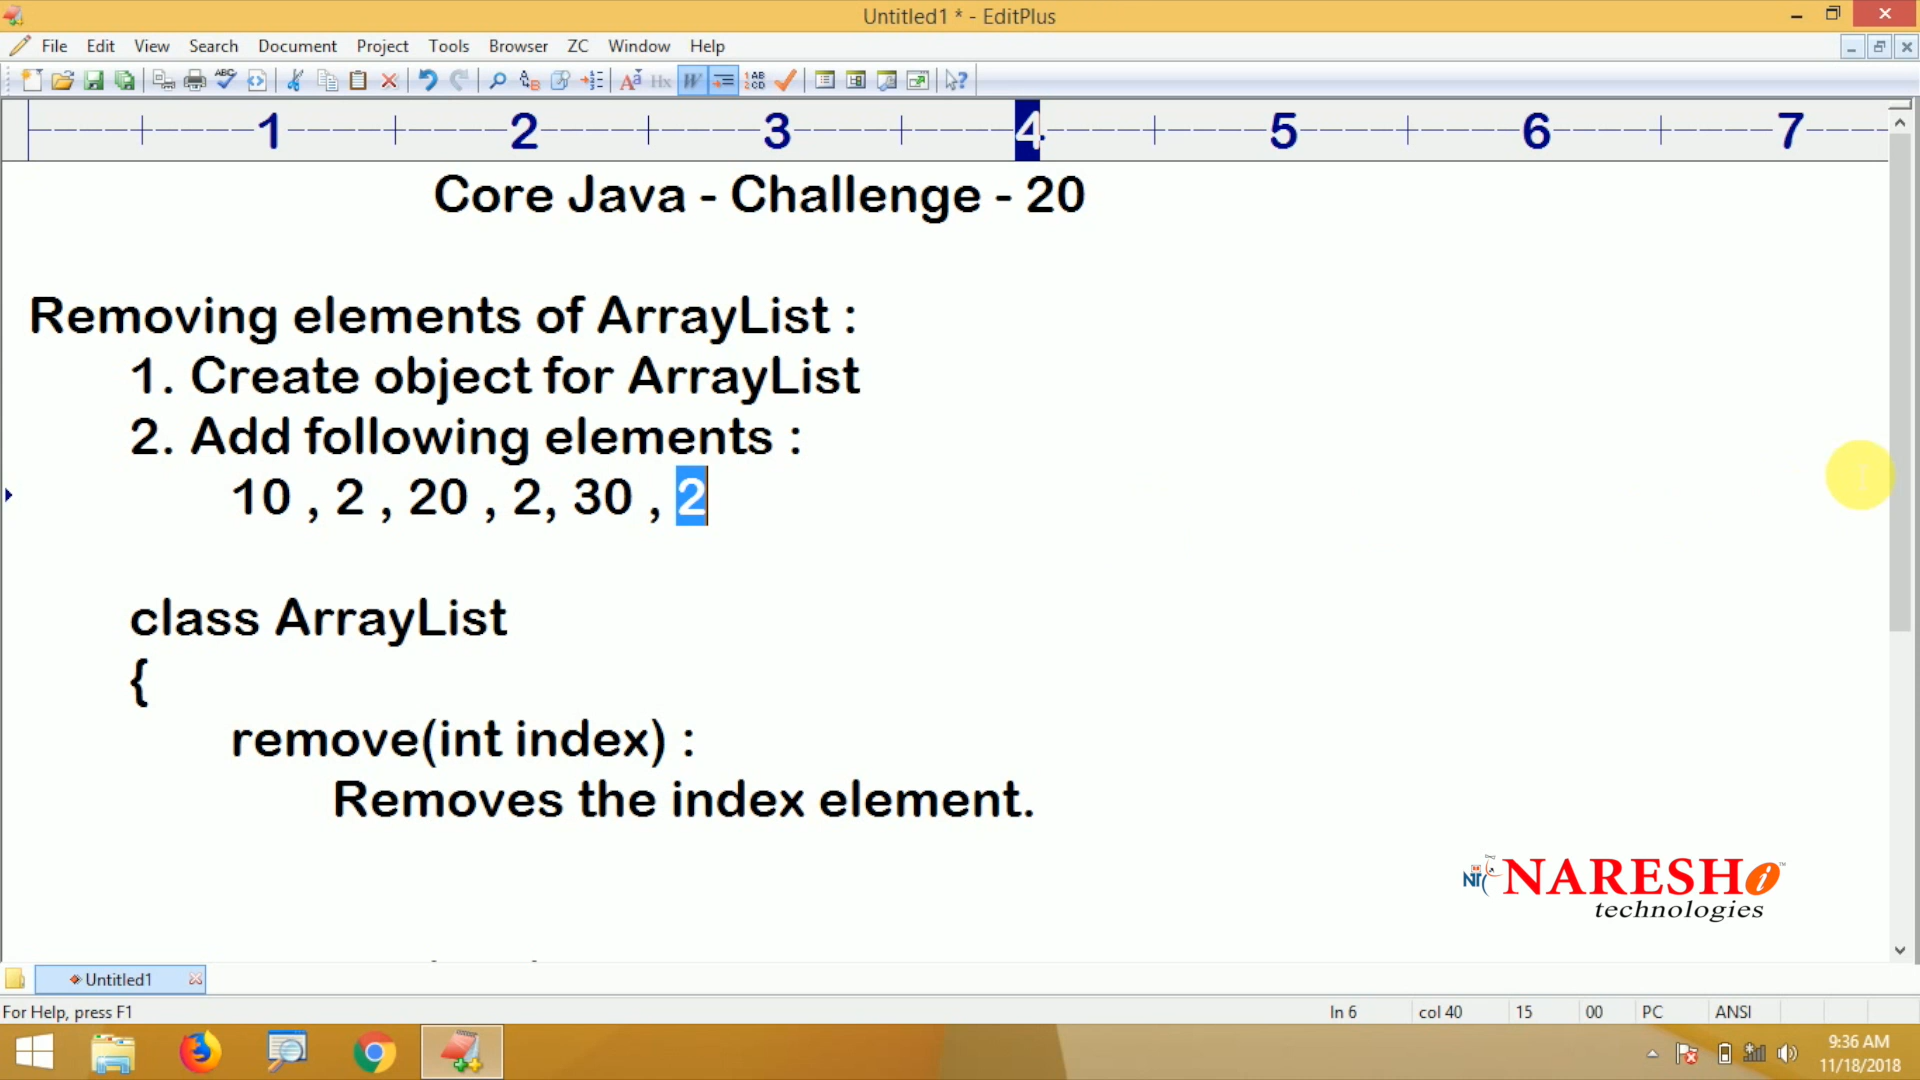 Untitled1 * - EditPlus
File Edit View Search Document Project Tools Browser ZC Window Help
1 2 3 4 5 6 7
Core Java - Challenge - 20
Removing elements of ArrayList :
1. Create object for ArrayList
2. Add following elements :
10 , 2 , 20 , 2, 30 , 2
class ArrayList
{
remove(int index) :
Removes the index element.
NARESH i
technologies
Untitled1
For Help, press F1 ln 6 col 40 15 00 PC ANSI
9:36 AM
11/18/2018